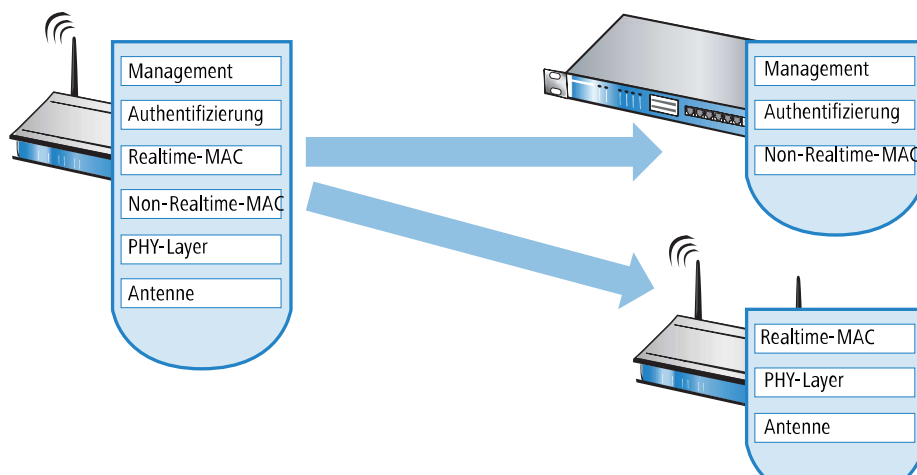 Management
Authentifizierung
Realtime-MAC
Non-Realtime-MAC
PHY-Layer
Antenne
Management
Authentifizierung
Non-Realtime-MAC
Realtime-MAC
PHY-Layer
Antenne